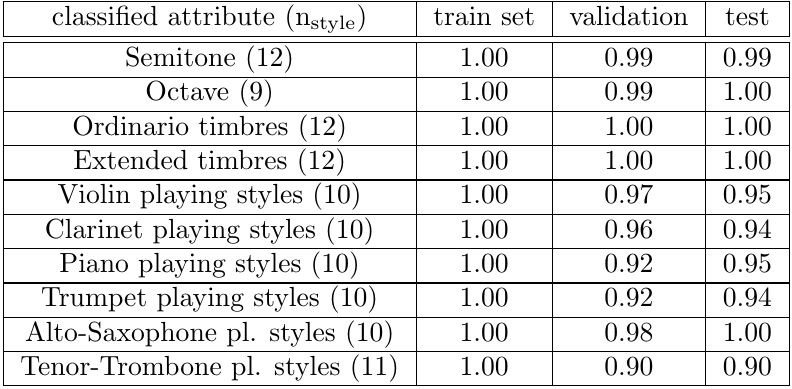 classified attribute (n_style) train set validation test
Semitone (12) 1.00 0.99 0.99
Octave (9) 1.00 0.99 1.00
Ordinario timbres (12) 1.00 1.00 1.00
Extended timbres (12) 1.00 1.00 1.00
Violin playing styles (10) 1.00 0.97 0.95
Clarinet playing styles (10) 1.00 0.96 0.94
Piano playing styles (10) 1.00 0.92 0.95
Trumpet playing styles (10) 1.00 0.92 0.94
Alto-Saxophone pl. styles (10) 1.00 0.98 1.00
Tenor-Trombone pl. styles (11) 1.00 0.90 0.90